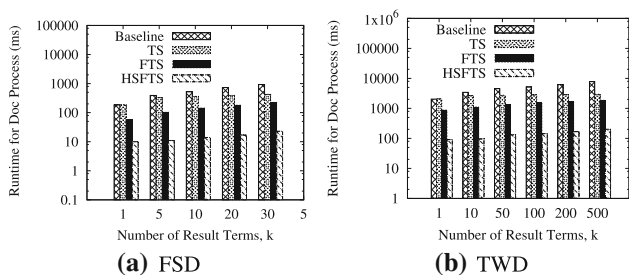 Runtime for Doc Process (ms)
100000
10000
1000
100
10
1
0.1
Baseline
TS
FTS
HSFTS
1 5 10 20 30 5
Number of Result Terms, k
(a) FSD
Runtime for Doc Process (ms)
1x10^6
100000
10000
1000
100
10
1
Baseline
TS
FTS
HSFTS
1 10 50 100 200 500
Number of Result Terms, k
(b) TWD